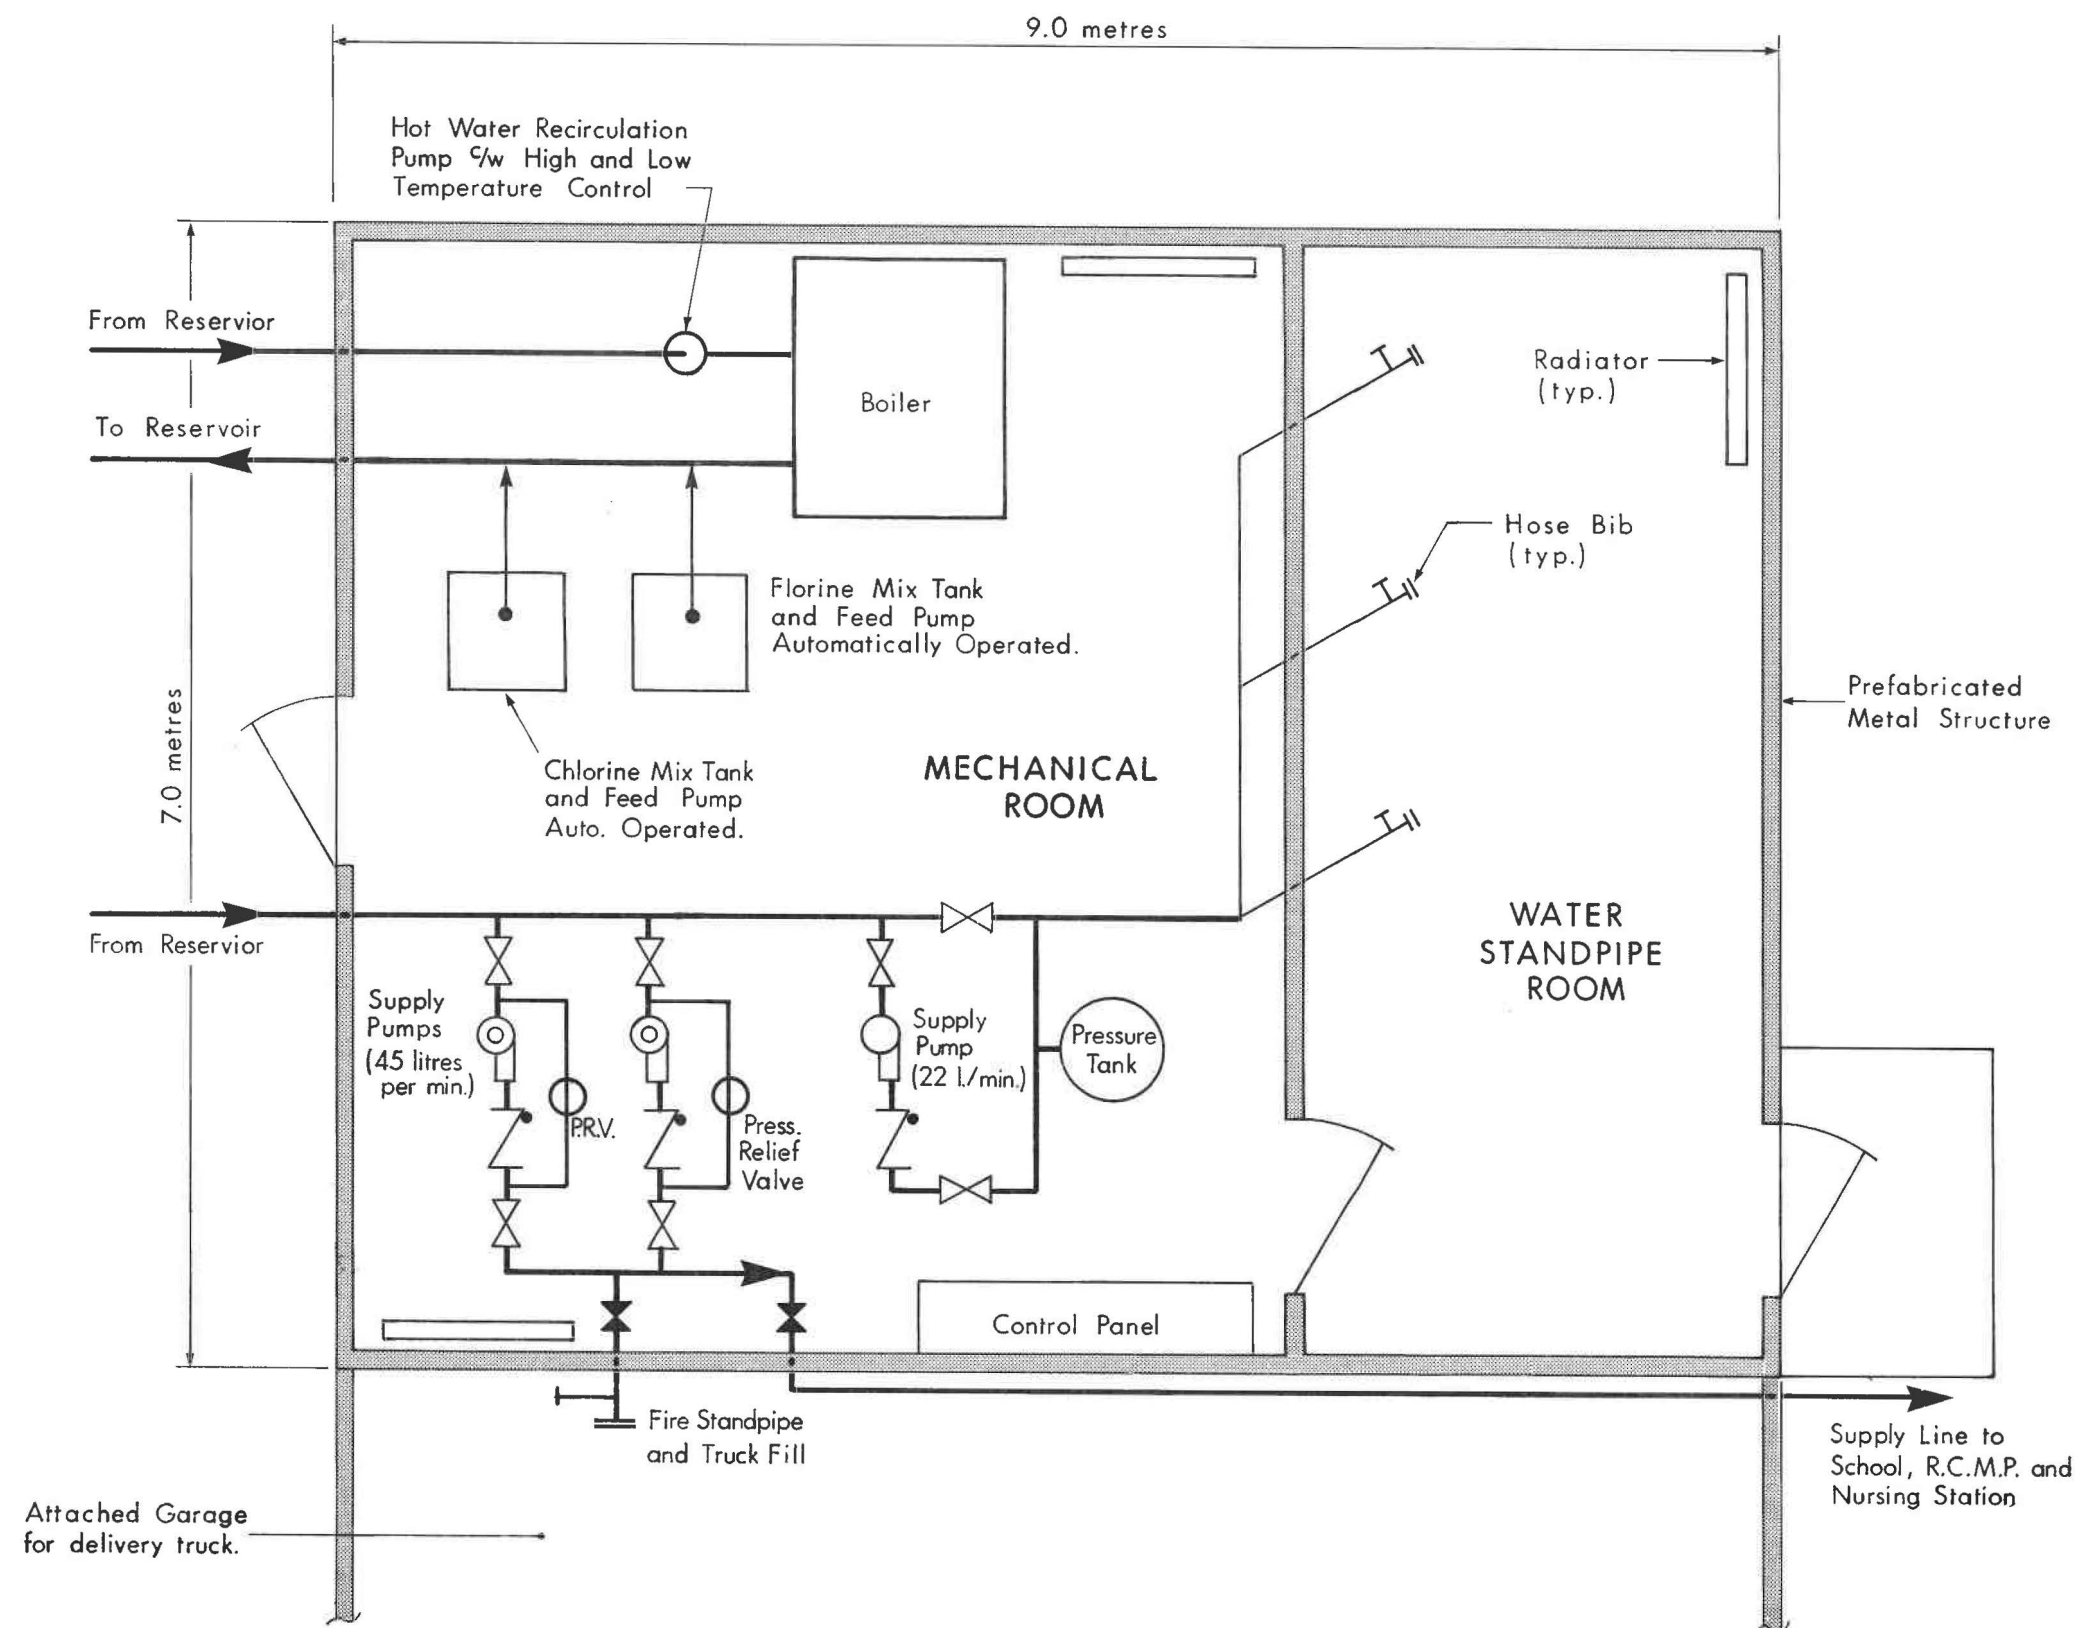 9.0 metres
Hot Water Recirculation
Pump C/w High and Low
Temperature Control
From Reservior
To Reservoir
Boiler
Radiator
(typ.)
Hose Bib
(typ.)
Florine Mix Tank
and Feed Pump
Automatically Operated.
7.0 metres
Prefabricated
Metal Structure
Chlorine Mix Tank
and Feed Pump
Auto. Operated.
MECHANICAL
ROOM
From Reservior
WATER
STANDPIPE
ROOM
Supply
Pumps
(45 litres
per min.)
P.R.V.
Press.
Relief
Valve
Supply
Pump
(22 l./min.)
Pressure
Tank
Control Panel
Fire Standpipe
and Truck Fill
Supply Line to
School, R.C.M.P. and
Nursing Station
Attached Garage
for delivery truck.